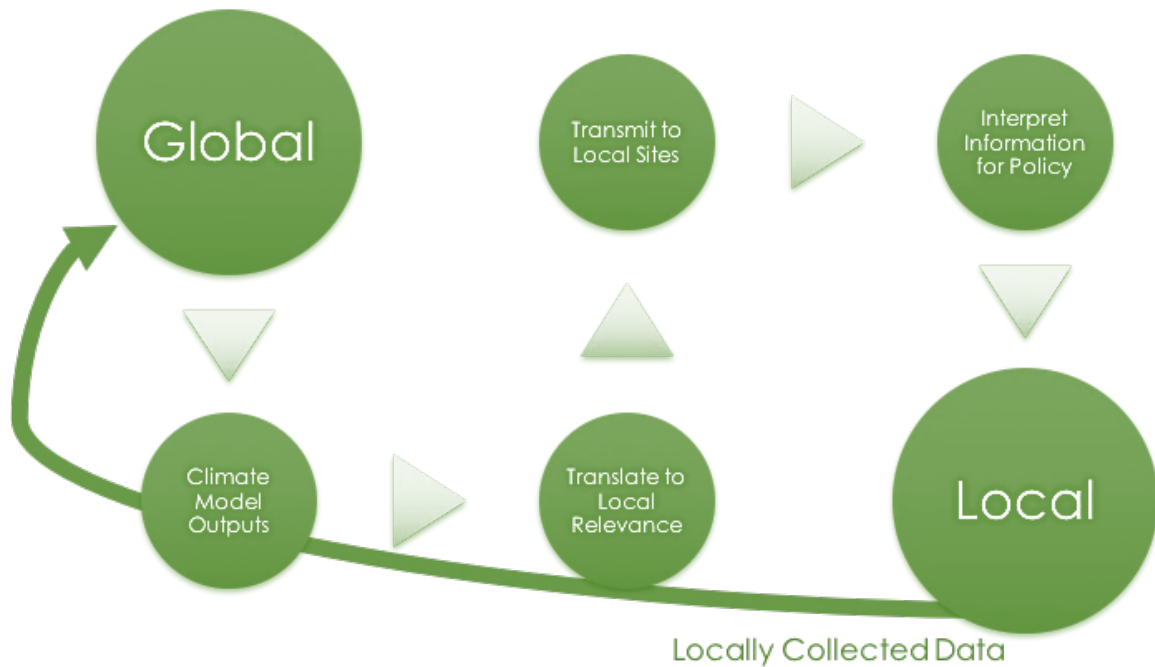 Global
Climate
Model
Outputs
Translate to
Local
Relevance
Transmit to
Local Sites
Interpret
Information
for Policy
Local
Locally Collected Data